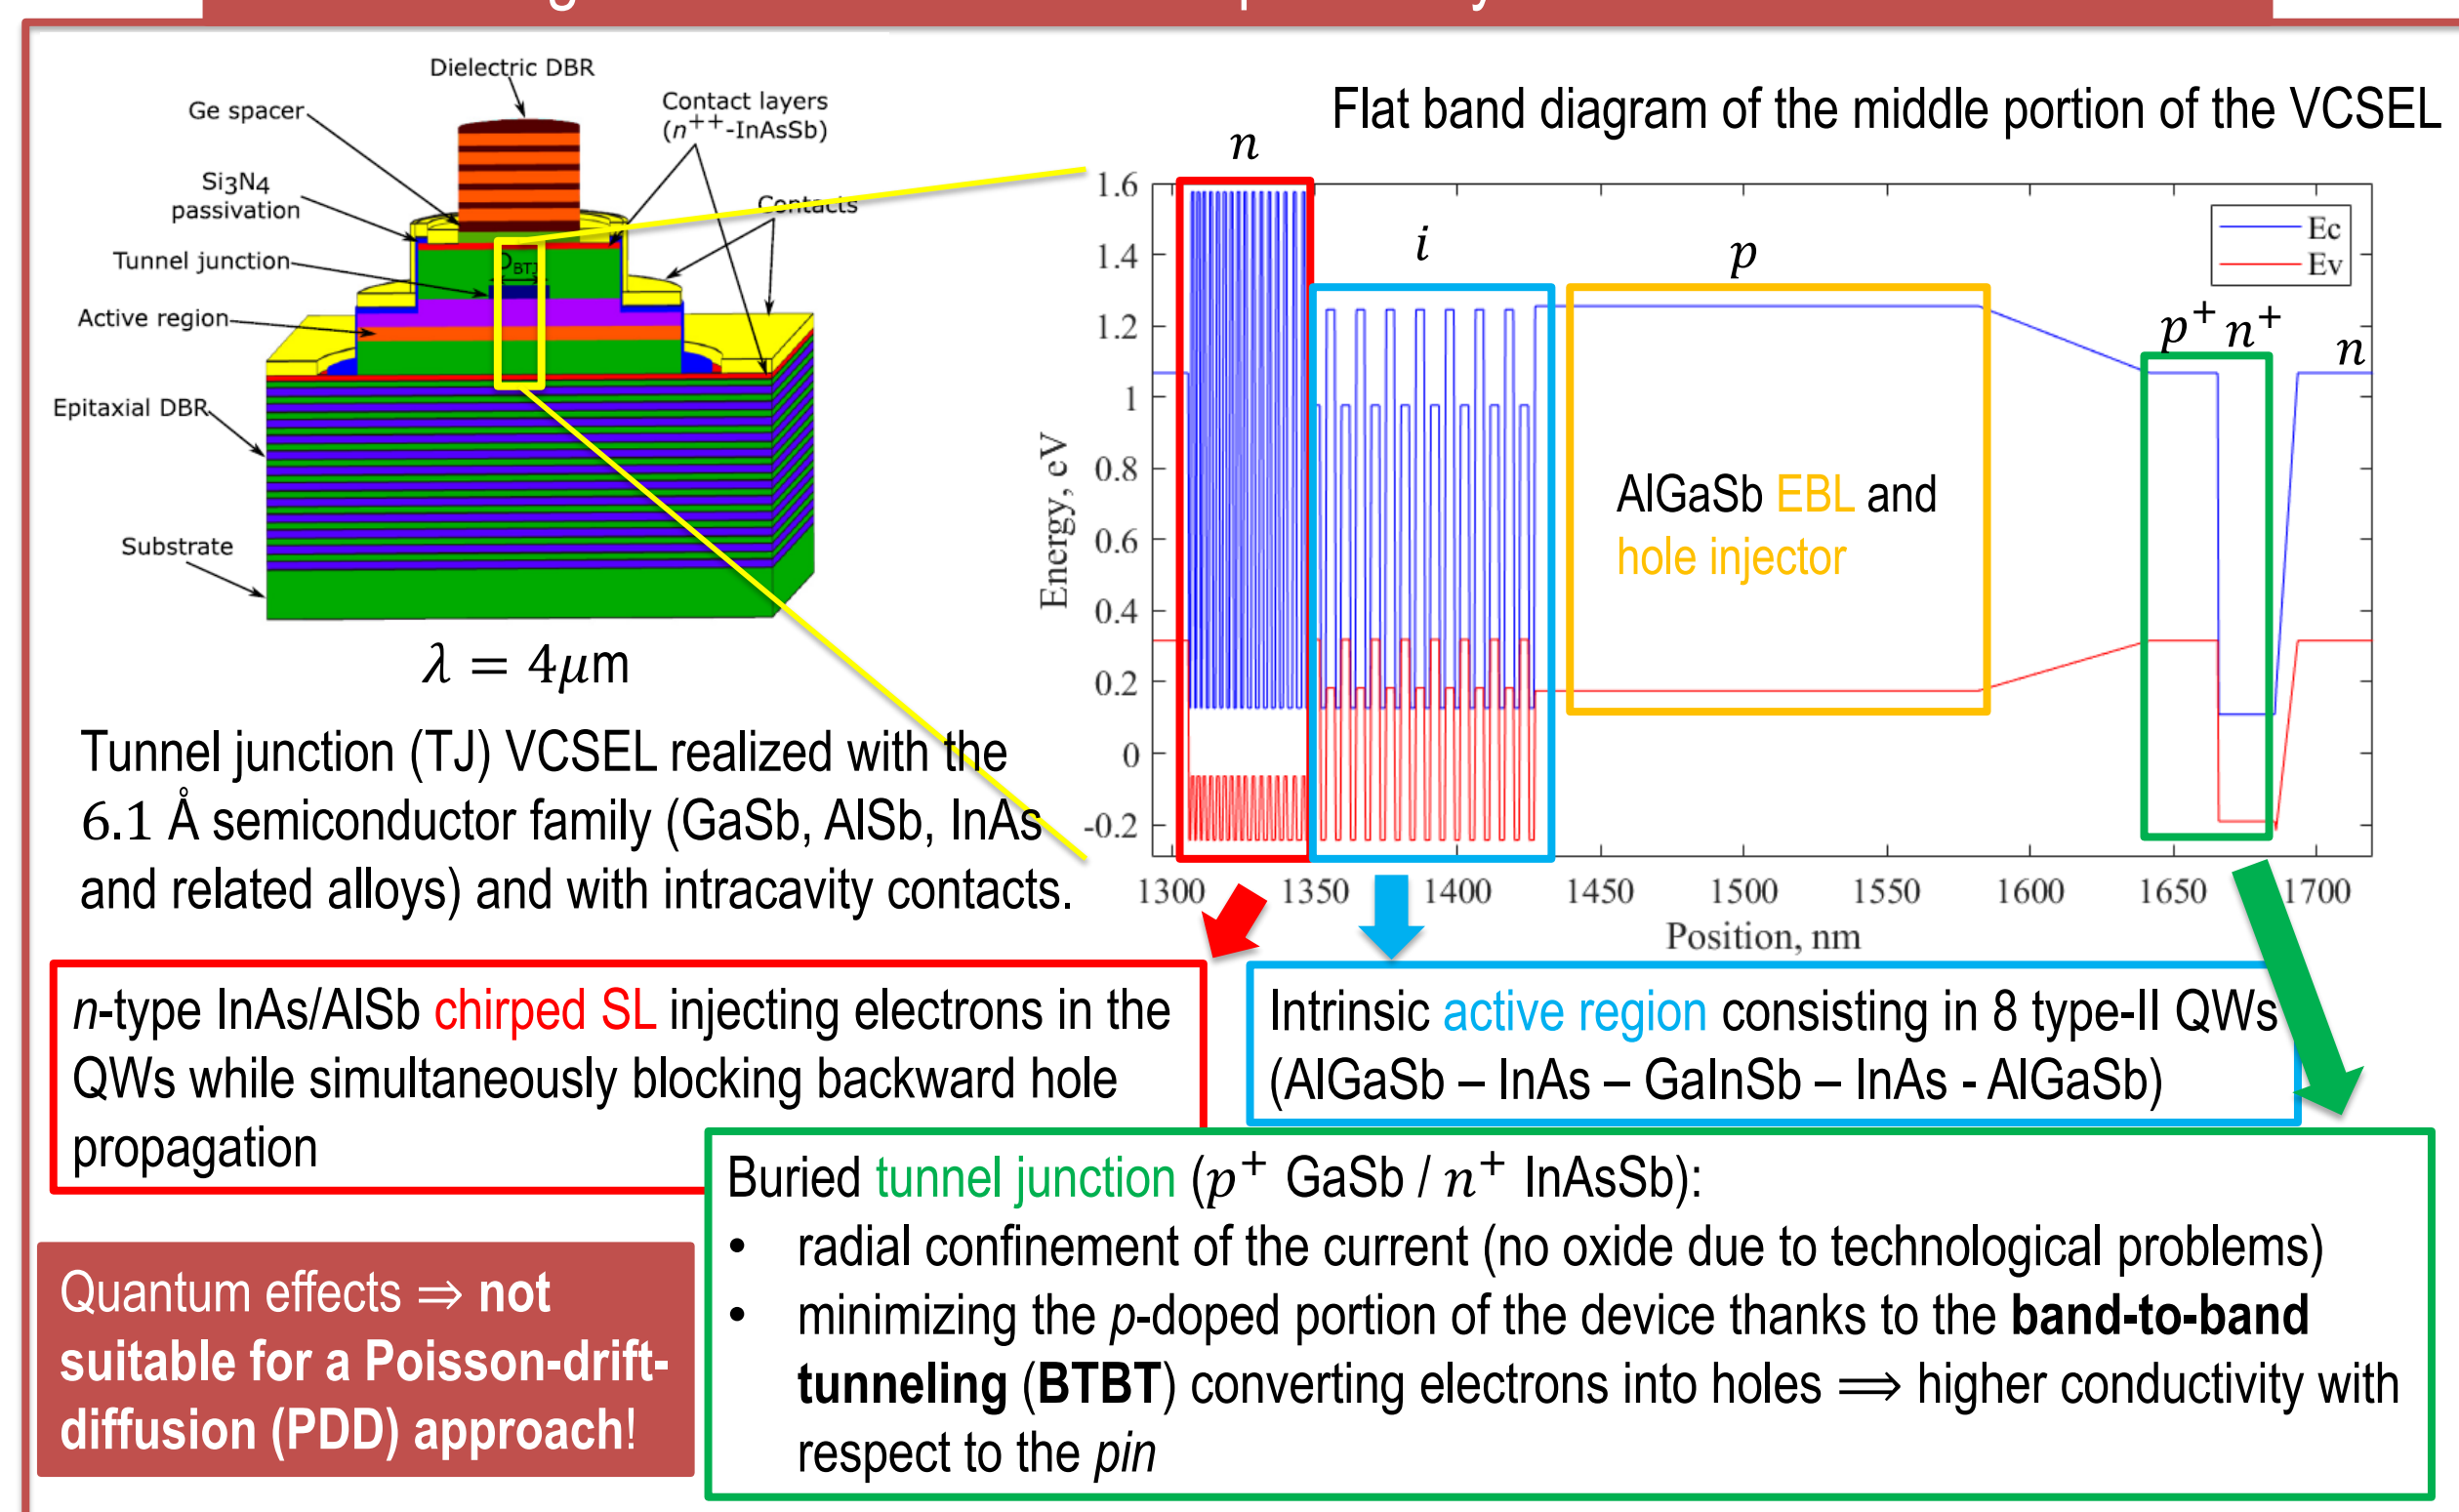 Dielectric DBR
Ge spacer
Contact layers
(n++-InAsSb)
Si3N4
passivation
Contacts
Tunnel junction
DBTJ
Active region
Epitaxial DBR
Substrate
λ = 4μm
Tunnel junction (TJ) VCSEL realized with the
6.1 Å semiconductor family (GaSb, AlSb, InAs
and related alloys) and with intracavity contacts.
Flat band diagram of the middle portion of the VCSEL
n
i
p
p+ n+
n
Ec
Ev
1.6
1.4
1.2
1
0.8
0.6
0.4
0.2
0
-0.2
Energy, eV
AlGaSb EBL and
hole injector
1300 1350 1400 1450 1500 1550 1600 1650 1700
Position, nm
n-type InAs/AlSb chirped SL injecting electrons in the
QWs while simultaneously blocking backward hole
propagation
Intrinsic active region consisting in 8 type-II QWs
(AlGaSb – InAs – GaInSb – InAs - AlGaSb)
Buried tunnel junction (p+ GaSb / n+ InAsSb):
• radial confinement of the current (no oxide due to technological problems)
• minimizing the p-doped portion of the device thanks to the band-to-band
tunneling (BTBT) converting electrons into holes ⟹ higher conductivity with
respect to the pin
Quantum effects ⇒ not
suitable for a Poisson-drift-
diffusion (PDD) approach!